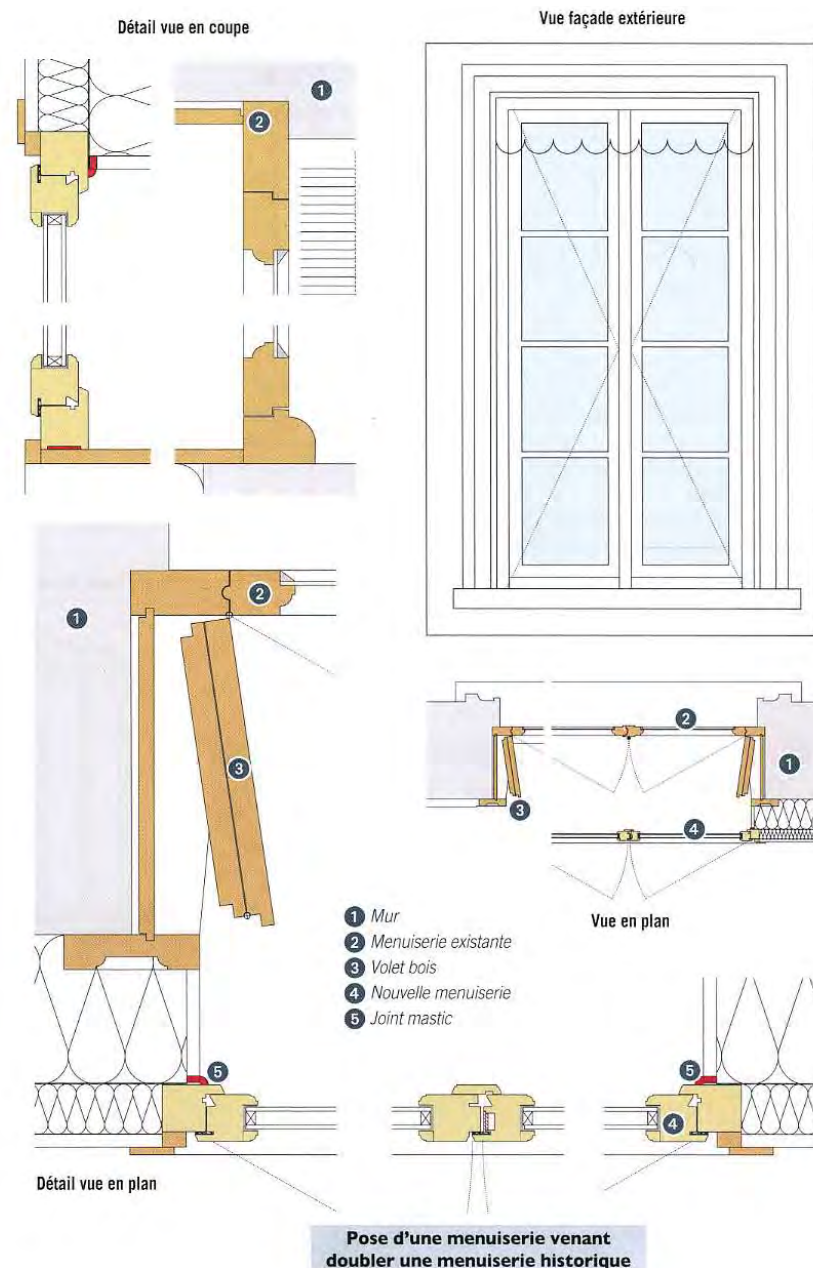 Détail vue en coupe
Vue façade extérieure
1
2
1
2
3
2
1
3
4
Vue en plan
1 Mur
2 Menuiserie existante
3 Volet bois
4 Nouvelle menuiserie
5 Joint mastic
5
5
4
Détail vue en plan
Pose d'une menuiserie venant
doubler une menuiserie historique